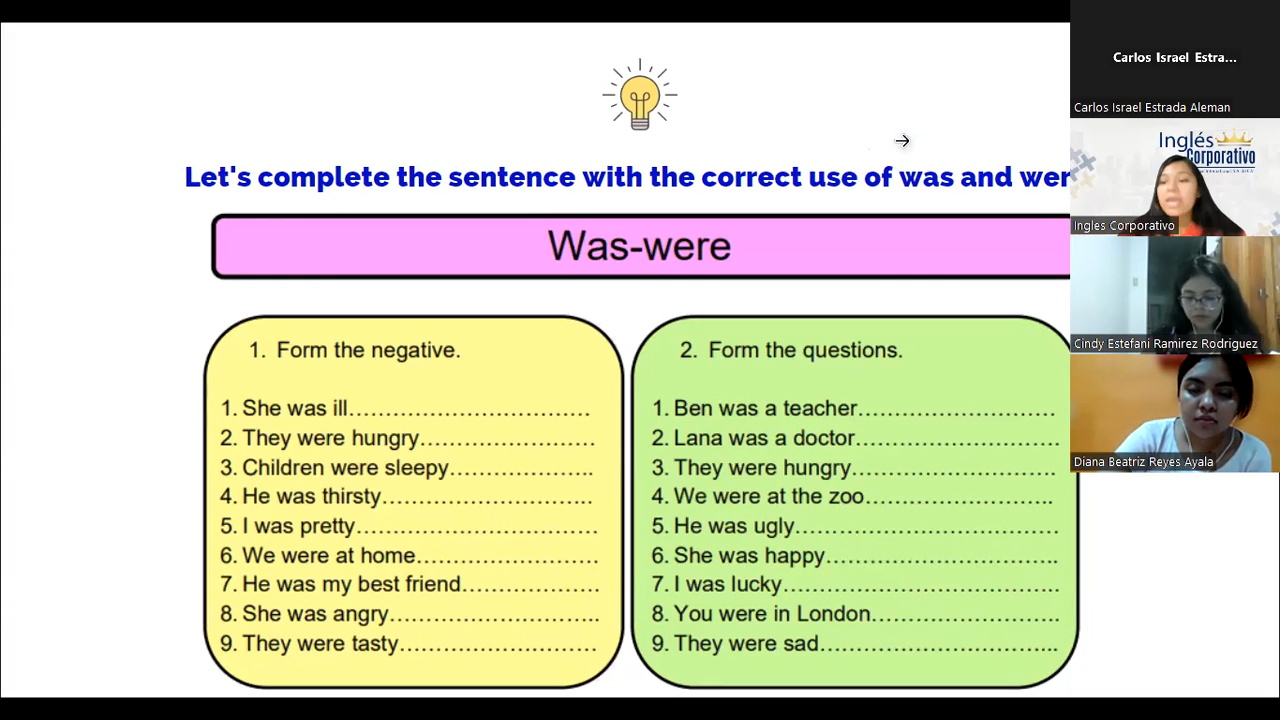 Let's complete the sentence with the correct use of was and wer
Was-were
1. Form the negative.
1. She was ill.................................
2. They were hungry........................
3. Children were sleepy....................
4. He was thirsty.............................
5. I was pretty.................................
6. We were at home.........................
7. He was my best friend...................
8. She was angry.............................
9. They were tasty...........................
2. Form the questions.
1. Ben was a teacher...........................
2. Lana was a doctor............................
3. They were hungry............................
4. We were at the zoo..........................
5. He was ugly....................................
6. She was happy................................
7. I was lucky......................................
8. You were in London..........................
9. They were sad.................................
Carlos Israel Estra...
Carlos Israel Estrada Aleman
Inglés
Corporativo
Ingles Corporativo
Cindy Estefani Ramirez Rodriguez
Diana Beatriz Reyes Ayala